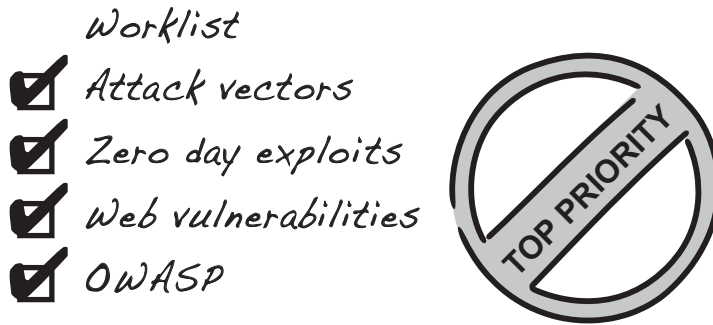 Worklist
Attack vectors
Zero day exploits
Web vulnerabilities
OWASP
TOP PRIORITY